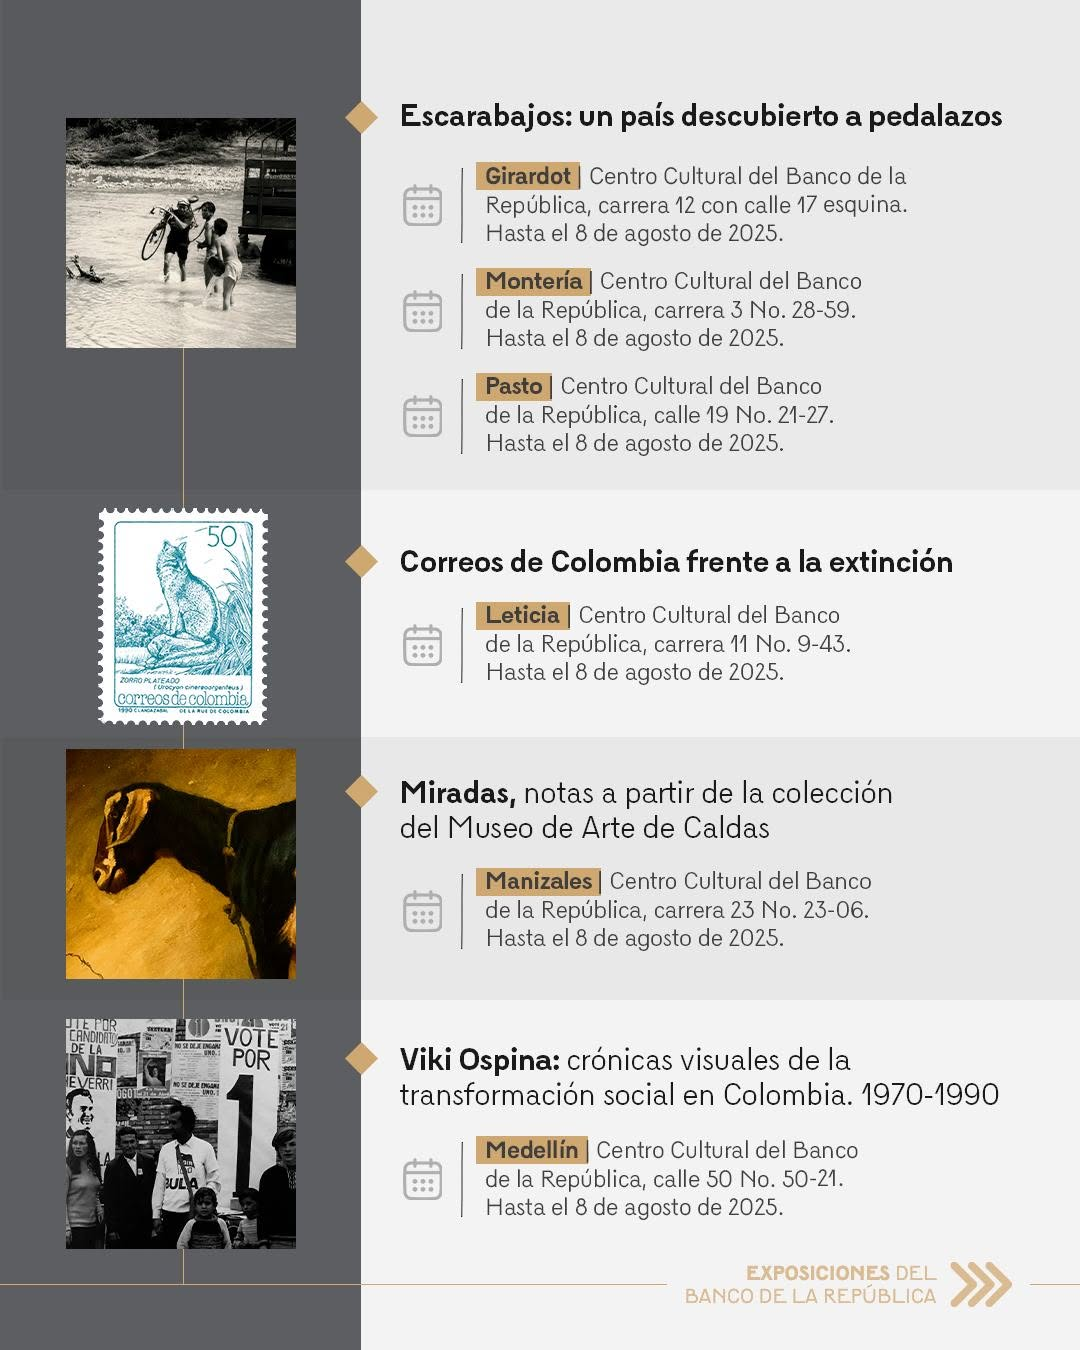 Escarabajos: un país descubierto a pedalazos
Girardot | Centro Cultural del Banco de la
República, carrera 12 con calle 17 esquina.
Hasta el 8 de agosto de 2025.
Montería | Centro Cultural del Banco
de la República, carrera 3 No. 28-59.
Hasta el 8 de agosto de 2025.
Pasto | Centro Cultural del Banco
de la República, calle 19 No. 21-27.
Hasta el 8 de agosto de 2025.
50
ZORRO PLATEADO
(Urocyon cinereoargenteus)
correos de colombia
1990 C. LANDAZABAL DE LA RUE DE COLOMBIA
Correos de Colombia frente a la extinción
Leticia | Centro Cultural del Banco
de la República, carrera 11 No. 9-43.
Hasta el 8 de agosto de 2025.
Miradas, notas a partir de la colección
del Museo de Arte de Caldas
Manizales | Centro Cultural del Banco
de la República, carrera 23 No. 23-06.
Hasta el 8 de agosto de 2025.
VOTE
POR
1
Viki Ospina: crónicas visuales de la
transformación social en Colombia. 1970-1990
Medellín | Centro Cultural del Banco
de la República, calle 50 No. 50-21.
Hasta el 8 de agosto de 2025.
EXPOSICIONES DEL
BANCO DE LA REPÚBLICA